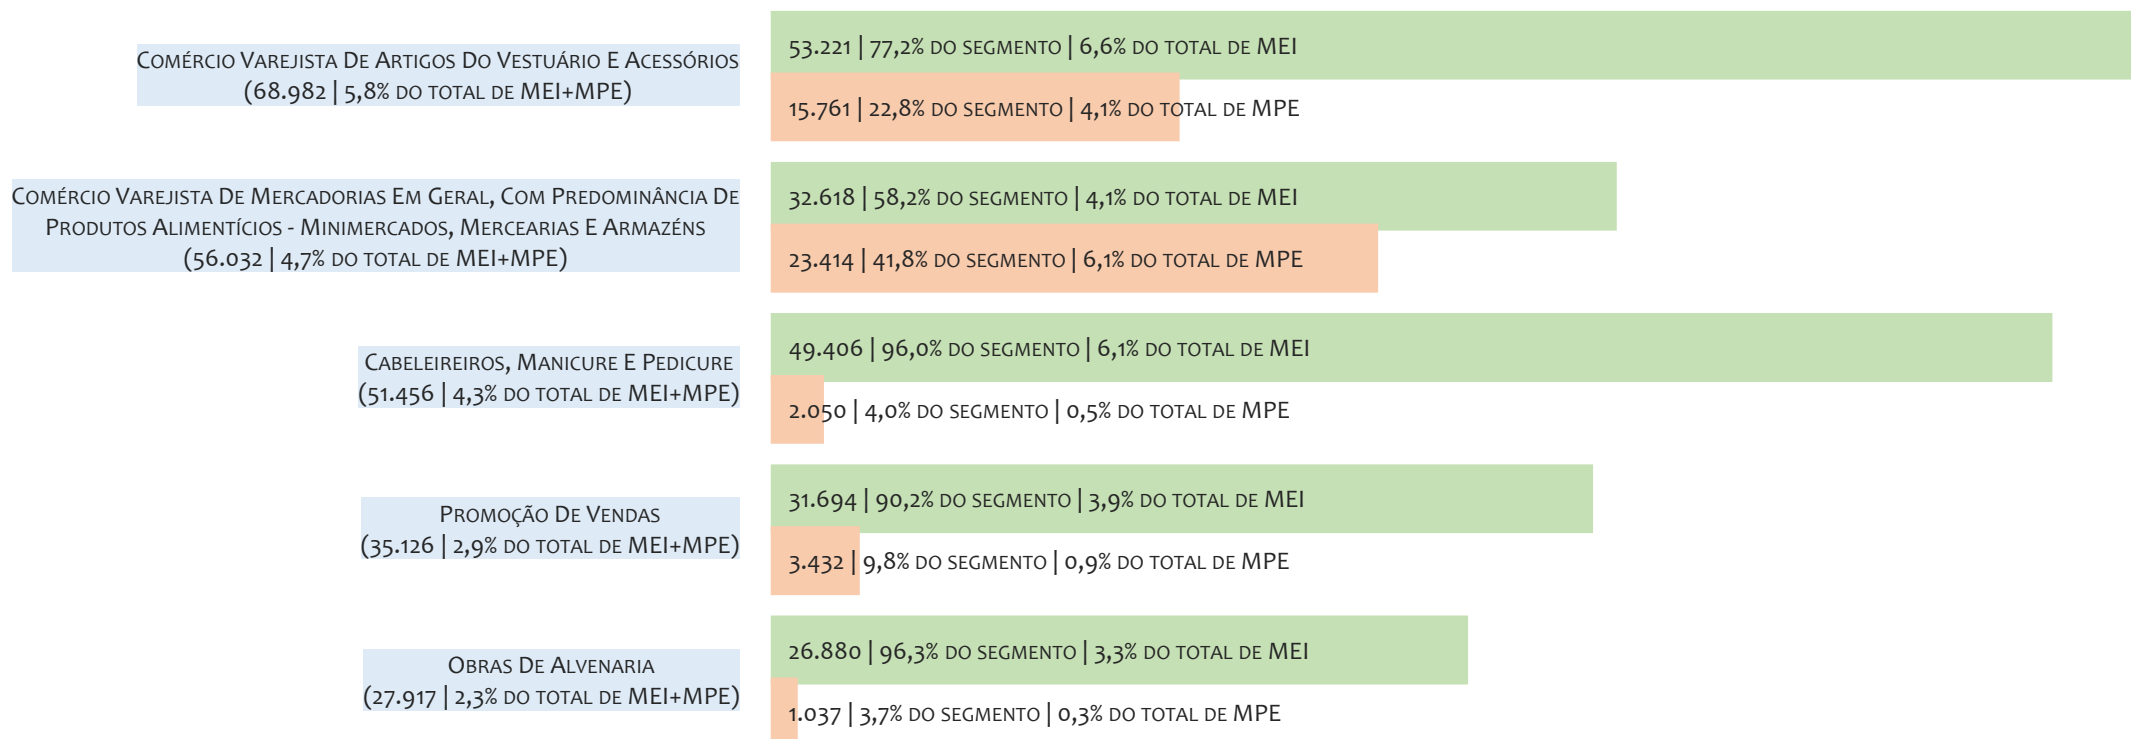 Comércio Varejista De Artigos Do Vestuário E Acessórios
(68.982 | 5,8% do total de MEI+MPE)
53.221 | 77,2% do segmento | 6,6% do total de MEI
15.761 | 22,8% do segmento | 4,1% do total de MPE
Comércio Varejista De Mercadorias Em Geral, Com Predominância De
Produtos Alimentícios - Minimercados, Mercearias E Armazéns
(56.032 | 4,7% do total de MEI+MPE)
32.618 | 58,2% do segmento | 4,1% do total de MEI
23.414 | 41,8% do segmento | 6,1% do total de MPE
Cabeleireiros, Manicure E Pedicure
(51.456 | 4,3% do total de MEI+MPE)
49.406 | 96,0% do segmento | 6,1% do total de MEI
2.050 | 4,0% do segmento | 0,5% do total de MPE
Promoção De Vendas
(35.126 | 2,9% do total de MEI+MPE)
31.694 | 90,2% do segmento | 3,9% do total de MEI
3.432 | 9,8% do segmento | 0,9% do total de MPE
Obras De Alvenaria
(27.917 | 2,3% do total de MEI+MPE)
26.880 | 96,3% do segmento | 3,3% do total de MEI
1.037 | 3,7% do segmento | 0,3% do total de MPE